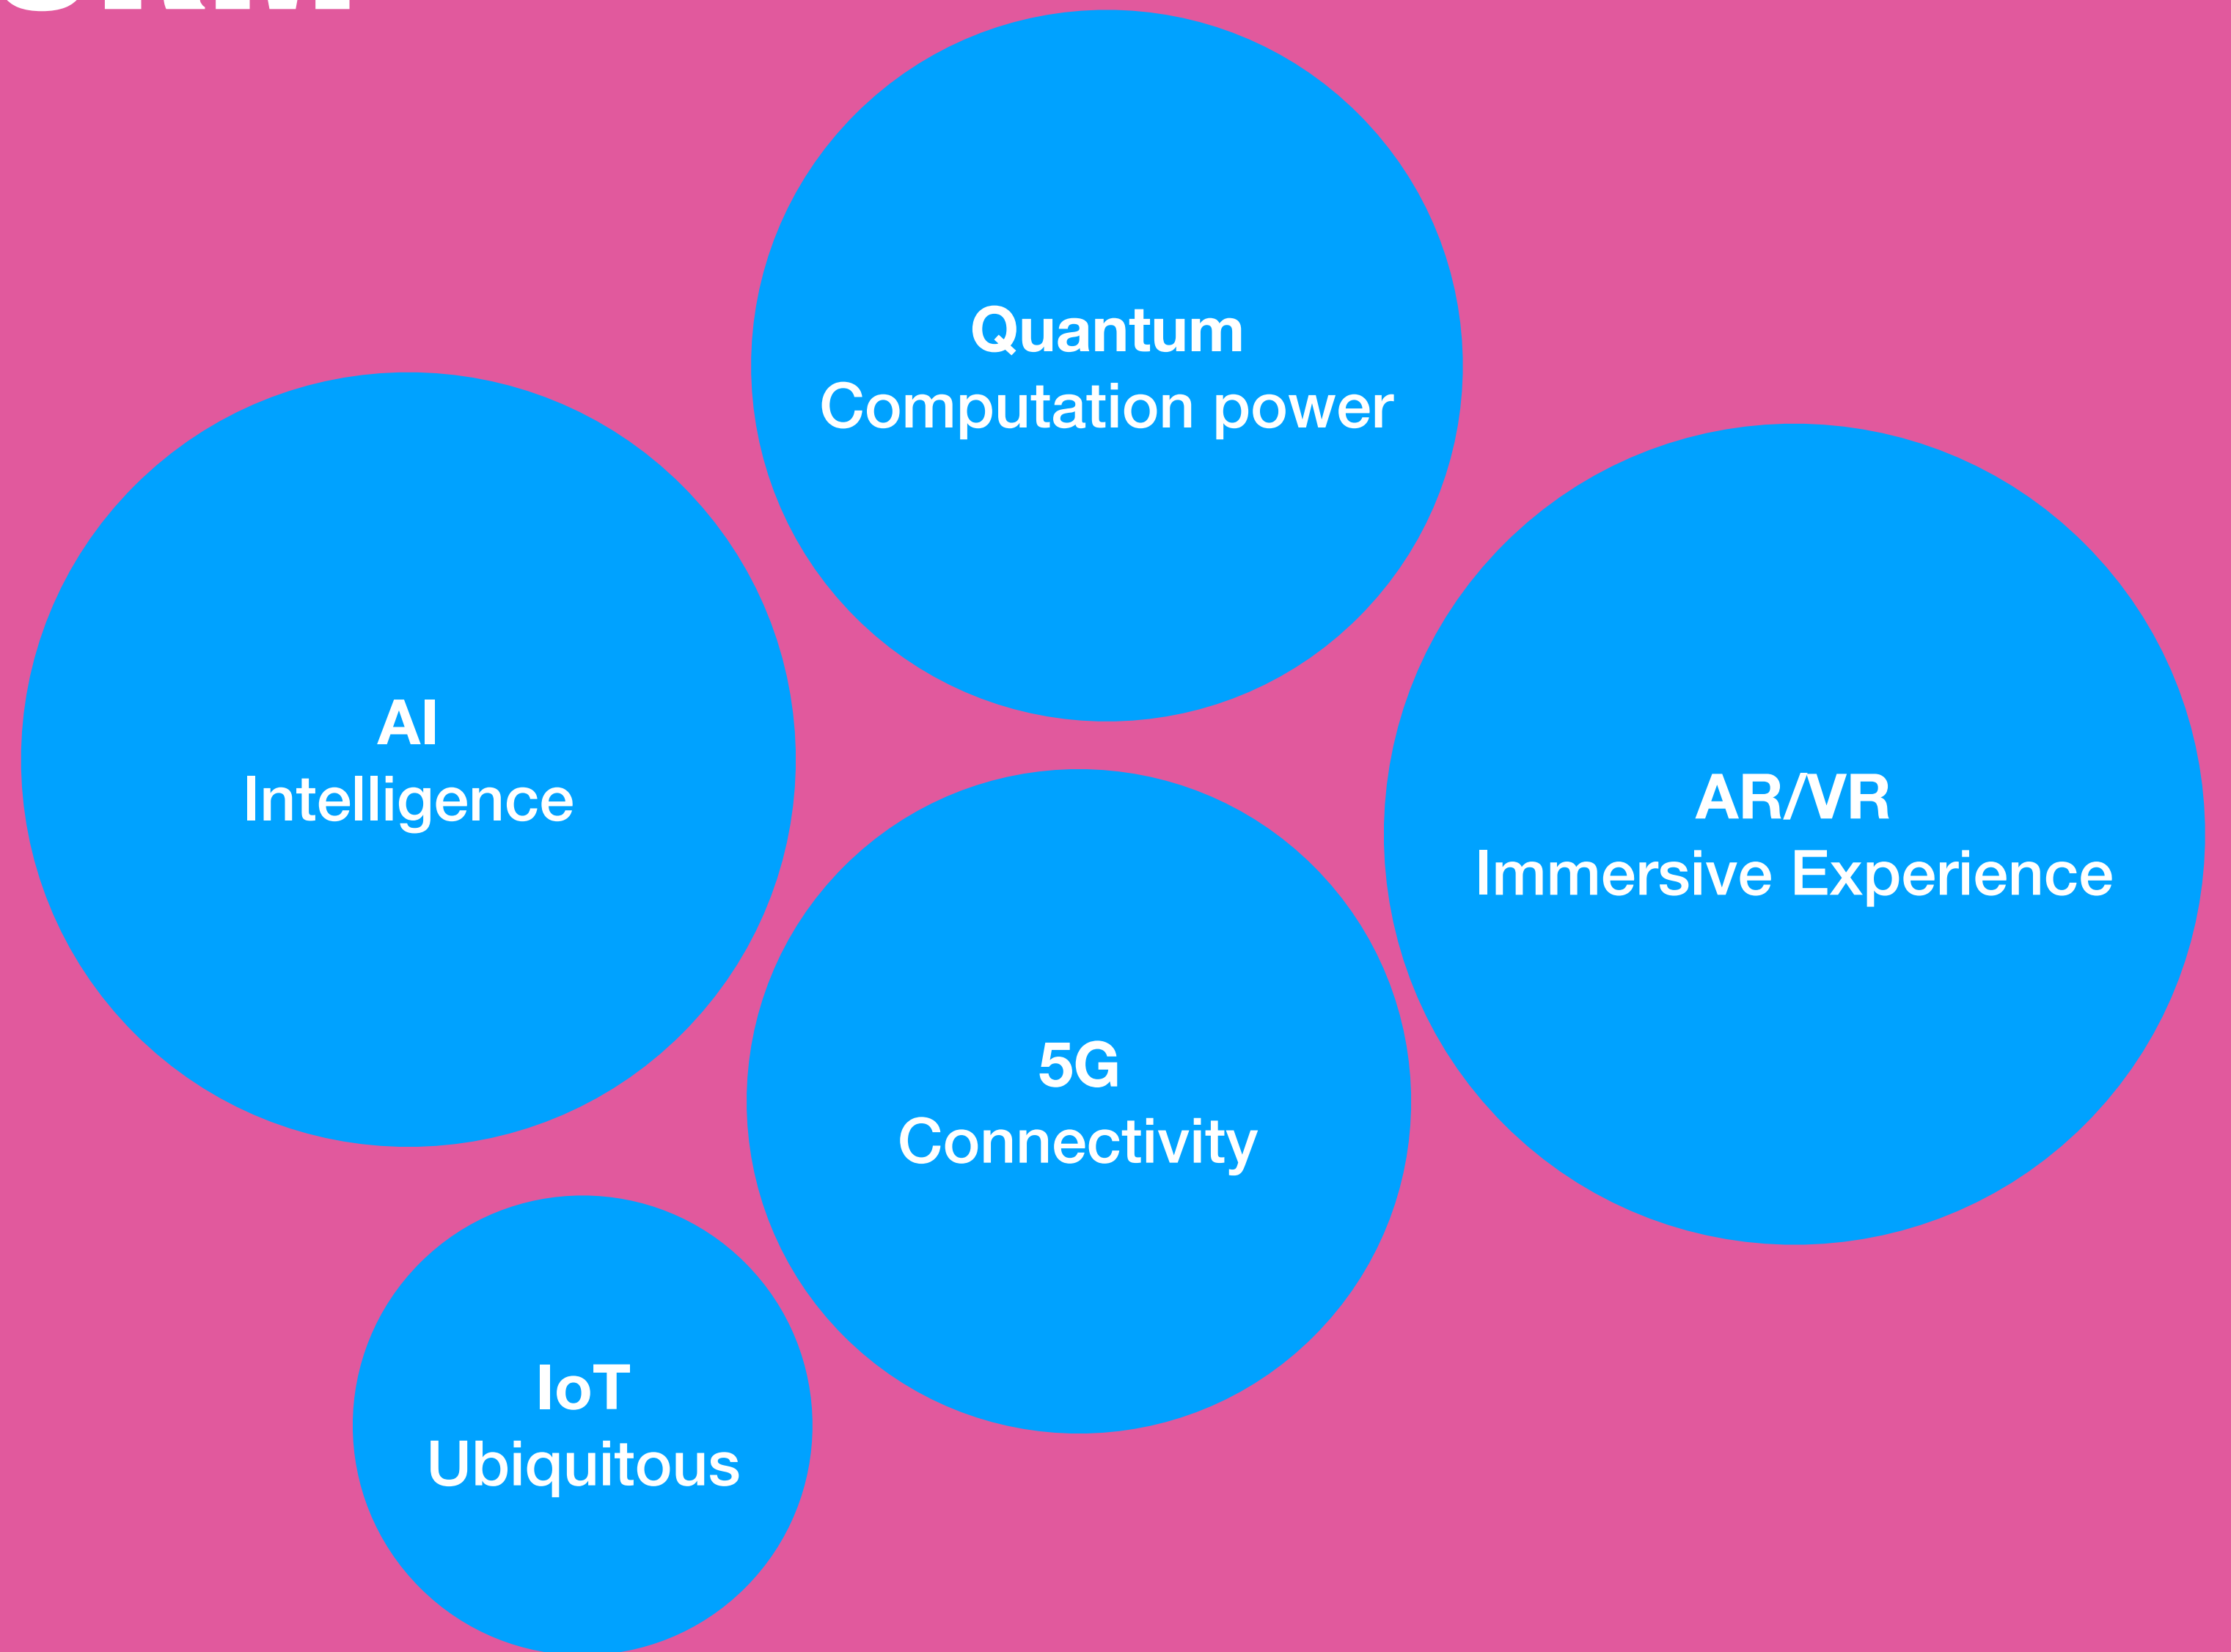 Quantum
Computation power
AI
Intelligence
AR/VR
Immersive Experience
5G
Connectivity
IoT
Ubiquitous